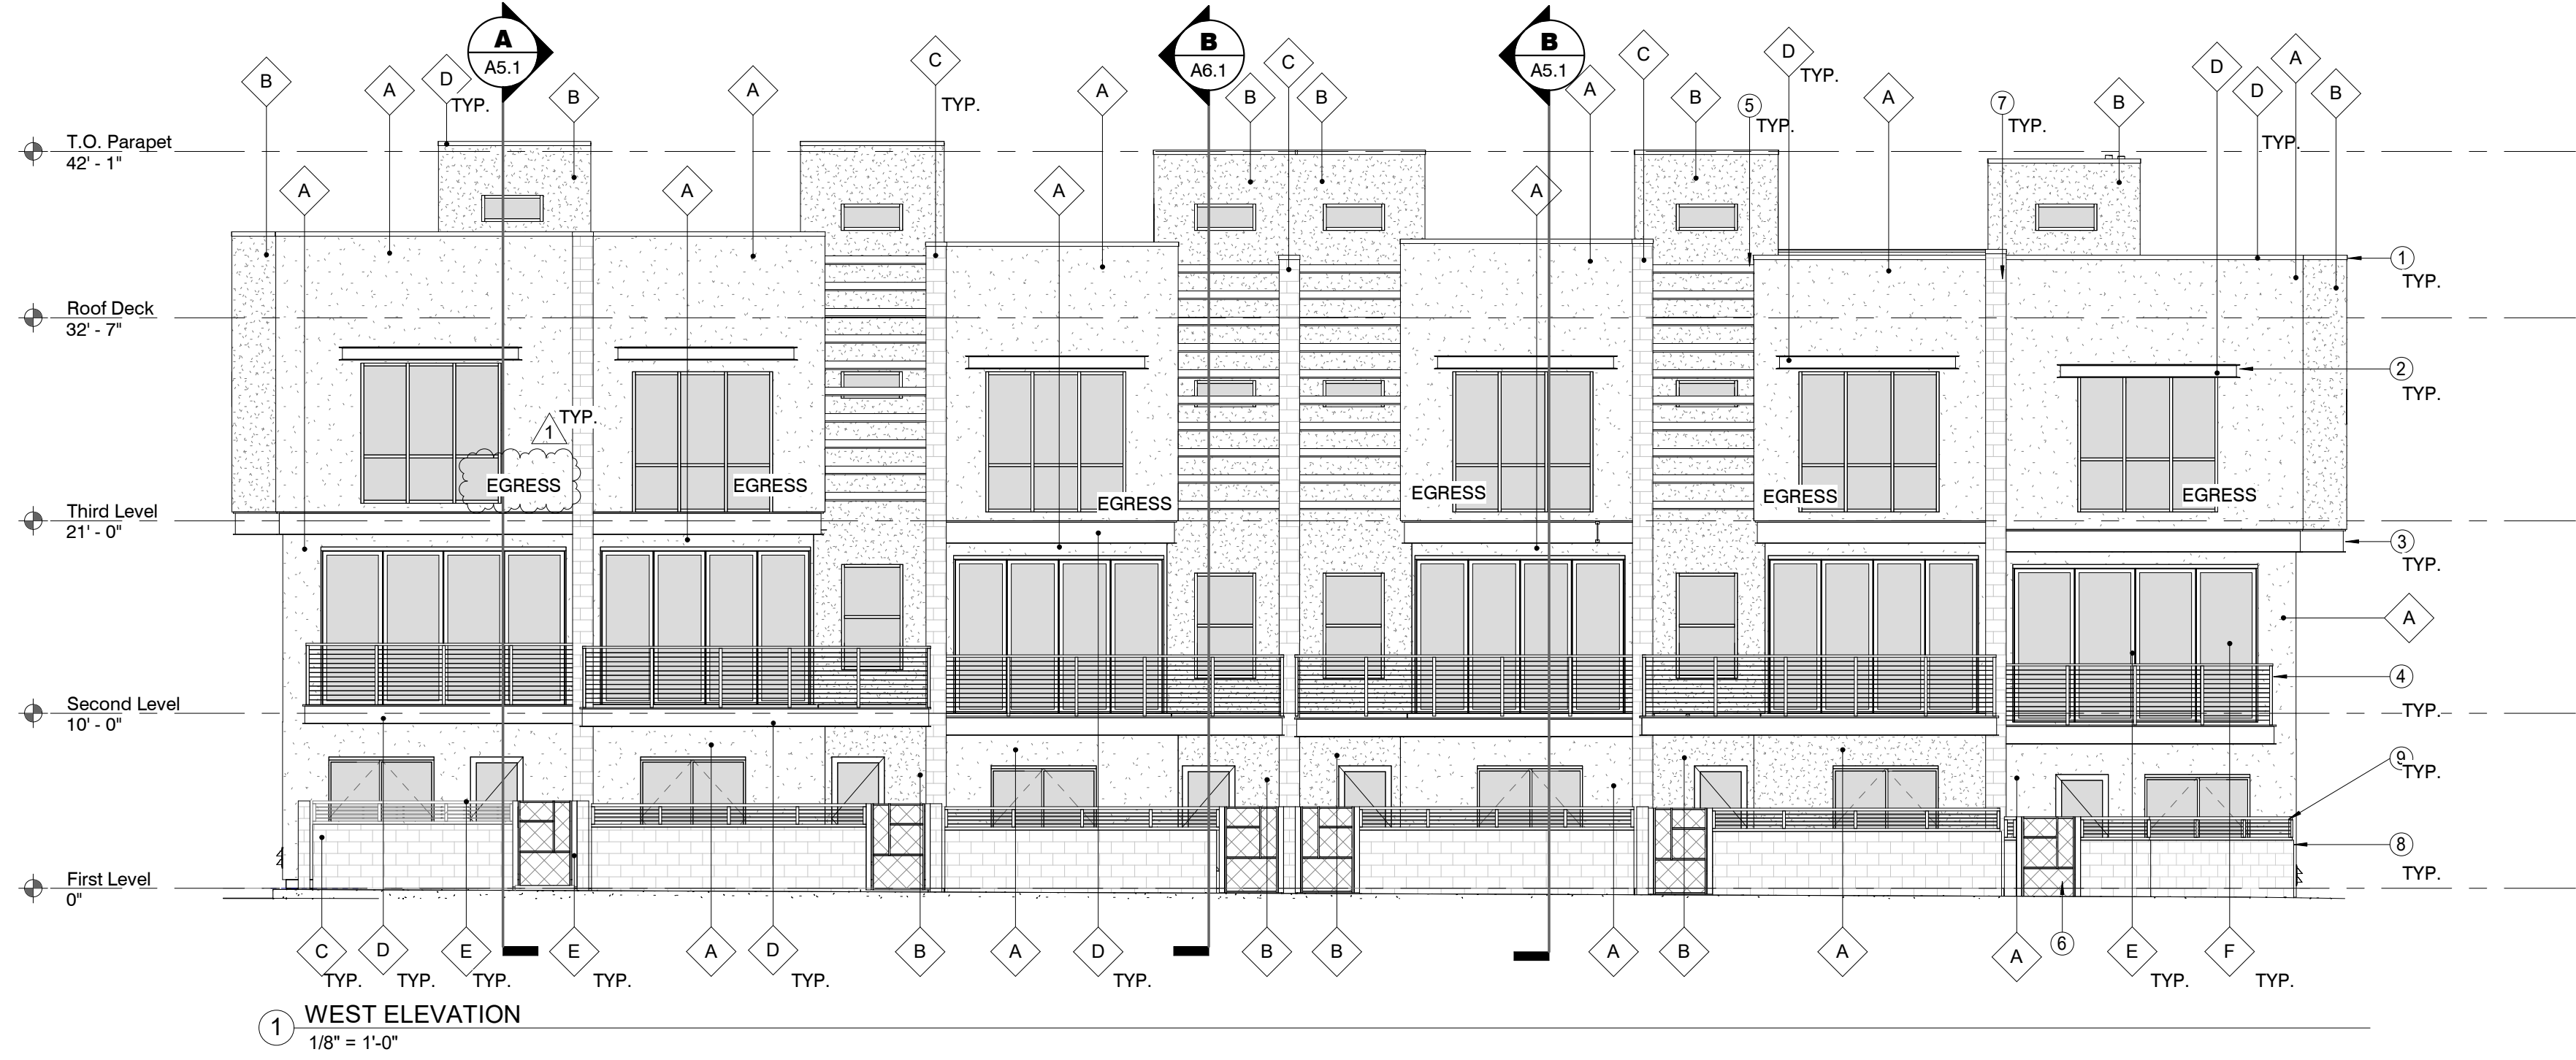 A
A5.1
B
A6.1
B
A5.1
B
A
D
TYP.
B
A
C
TYP.
A
B
C
B
A
C
B
5
TYP.
D
TYP.
A
7
TYP.
B
D
D
TYP.
A
B
T.O. Parapet
42' - 1"
A
A
A
A
1
TYP.
Roof Deck
32' - 7"
2
TYP.
1
TYP.
EGRESS
EGRESS
EGRESS
EGRESS
EGRESS
EGRESS
Third Level
21' - 0"
3
TYP.
A
4
TYP.
Second Level
10' - 0"
9
TYP.
8
TYP.
First Level
0"
C
TYP.
D
TYP.
E
TYP.
E
TYP.
A
D
TYP.
B
A
D
TYP.
B
B
A
B
A
A
6
E
TYP.
F
TYP.
1
WEST ELEVATION
1/8" = 1'-0"